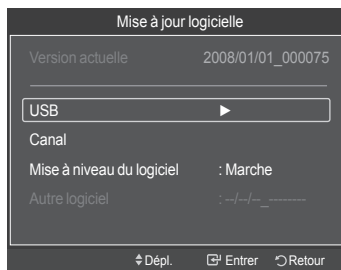 Mise à jour logicielle
Version actuelle 2008/01/01_000075
USB ►
Canal
Mise à niveau du logiciel : Marche
Autre logiciel : --/--/--_--------
Dépl. Entrer Retour